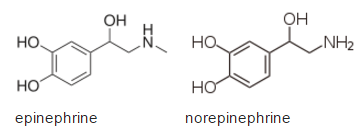 OH OH
HO H HO
N NH2
HO HO
epinephrine norepinephrine